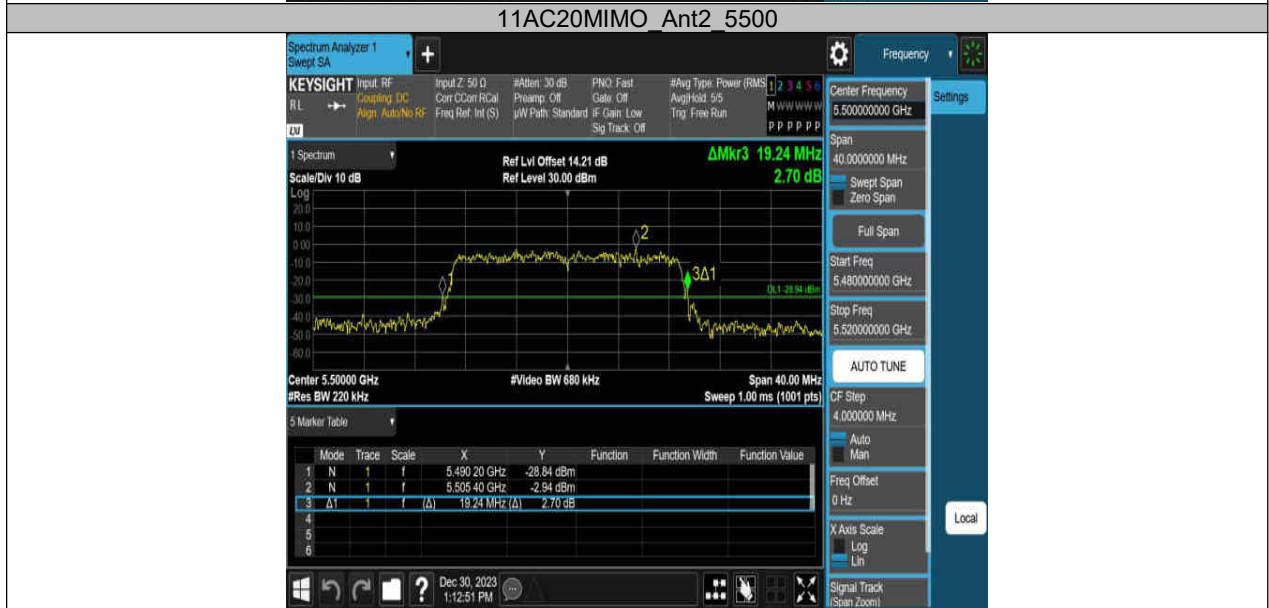 11AC20MIMO_Ant2_5500
Spectrum Analyzer 1
Swept SA
+
Frequency
KEYSIGHT
RL
Input: RF
Coupling: DC
Align: Auto/No RF
Input Z: 50 Ω
Corr CCorr RCal
Freq Ref: Int (S)
#Atten: 30 dB
Preamp: Off
µW Path: Standard
PNO: Fast
Gate: Off
IF Gain: Low
Sig Track: Off
#Avg Type: Power (RMS
Avg|Hold: 5/5
Trig: Free Run
1 2 3 4 5 6
M W W W W W
P P P P P P
Center Frequency
5.500000000 GHz
Settings
Span
40.0000000 MHz
Swept Span
Zero Span
Full Span
Start Freq
5.480000000 GHz
Stop Freq
5.520000000 GHz
AUTO TUNE
CF Step
4.000000 MHz
Auto
Man
Freq Offset
0 Hz
X Axis Scale
Log
Lin
Signal Track
(Span Zoom)
Local
1 Spectrum
Scale/Div 10 dB
Ref Lvl Offset 14.21 dB
Ref Level 30.00 dBm
ΔMkr3 19.24 MHz
2.70 dB
Log
20.0
10.0
0.00
-10.0
-20.0
-30.0
-40.0
-50.0
-60.0
1
2
3Δ1
DL1 -28.94 dBm
Center 5.50000 GHz
#Res BW 220 kHz
#Video BW 680 kHz
Span 40.00 MHz
Sweep 1.00 ms (1001 pts)
5 Marker Table
Mode Trace Scale X Y Function Function Width Function Value
1 N 1 f 5.490 20 GHz -28.84 dBm
2 N 1 f 5.505 40 GHz -2.94 dBm
3 Δ1 1 f (Δ) 19.24 MHz (Δ) 2.70 dB
4
5
6
?
Dec 30, 2023
1:12:51 PM